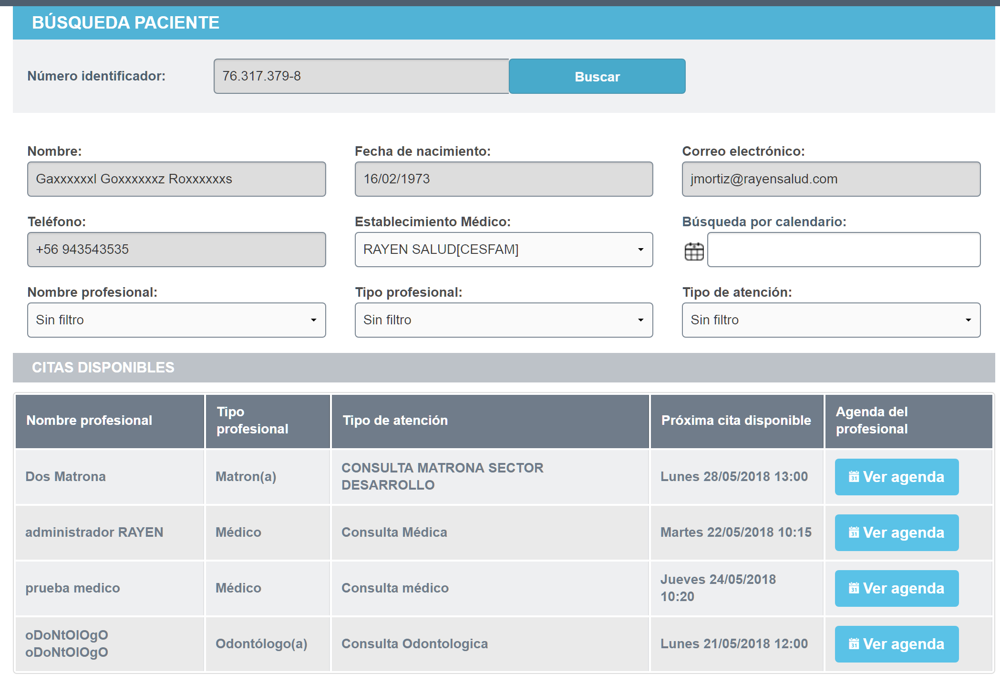 BÚSQUEDA PACIENTE
Número identificador:
76.317.379-8
Buscar
Nombre:
Fecha de nacimiento:
Correo electrónico:
Gaxxxxxxl Goxxxxxxz Roxxxxxxs
16/02/1973
jmortiz@rayensalud.com
Teléfono:
Establecimiento Médico:
Búsqueda por calendario:
+56 943543535
RAYEN SALUD[CESFAM]
Nombre profesional:
Tipo profesional:
Tipo de atención:
Sin filtro
Sin filtro
Sin filtro
CITAS DISPONIBLES
Nombre profesional
Tipo
profesional
Tipo de atención
Próxima cita disponible
Agenda del
profesional
Dos Matrona
Matron(a)
CONSULTA MATRONA SECTOR
DESARROLLO
Lunes 28/05/2018 13:00
31 Ver agenda
administrador RAYEN
Médico
Consulta Médica
Martes 22/05/2018 10:15
31 Ver agenda
prueba medico
Médico
Consulta médico
Jueves 24/05/2018
10:20
31 Ver agenda
oDoNtOlOgO
oDoNtOlOgO
Odontólogo(a)
Consulta Odontologica
Lunes 21/05/2018 12:00
31 Ver agenda